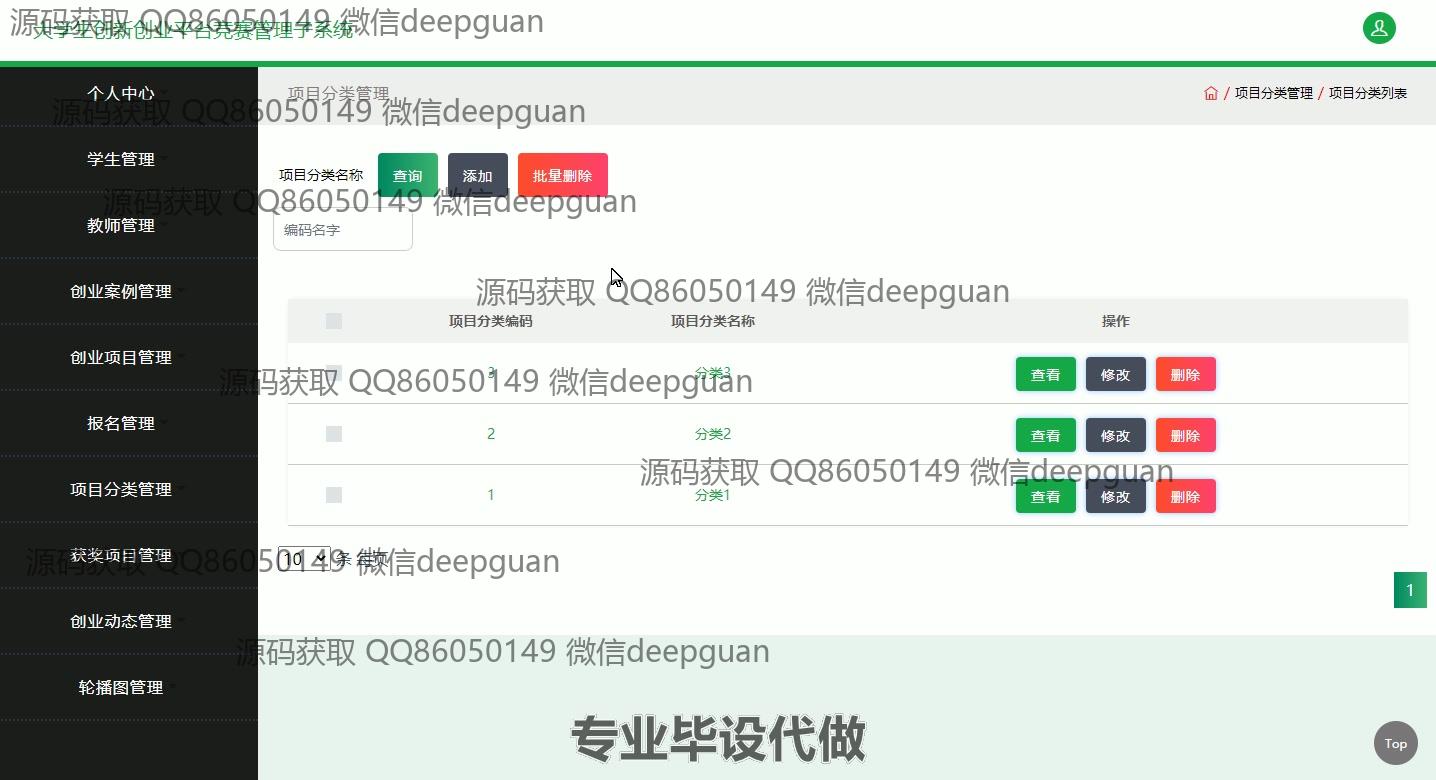 源码获取 QQ86050149 微信deepguan
大学生创新创业平台竞赛管理子系统
个人中心
项目分类管理
/ 项目分类管理 / 项目分类列表
源码获取 QQ86050149 微信deepguan
学生管理
项目分类名称 查询 添加 批量删除
源码获取 QQ86050149 微信deepguan
教师管理
编码名字
创业案例管理
源码获取 QQ86050149 微信deepguan
项目分类编码 项目分类名称 操作
创业项目管理
3 分类3 查看 修改 删除
源码获取 QQ86050149 微信deepguan
报名管理
2 分类2 查看 修改 删除
源码获取 QQ86050149 微信deepguan
项目分类管理
1 分类1 查看 修改 删除
获奖项目管理
10 条 每页
源码获取 QQ86050149 微信deepguan
1
创业动态管理
源码获取 QQ86050149 微信deepguan
轮播图管理
专业毕设代做
Top